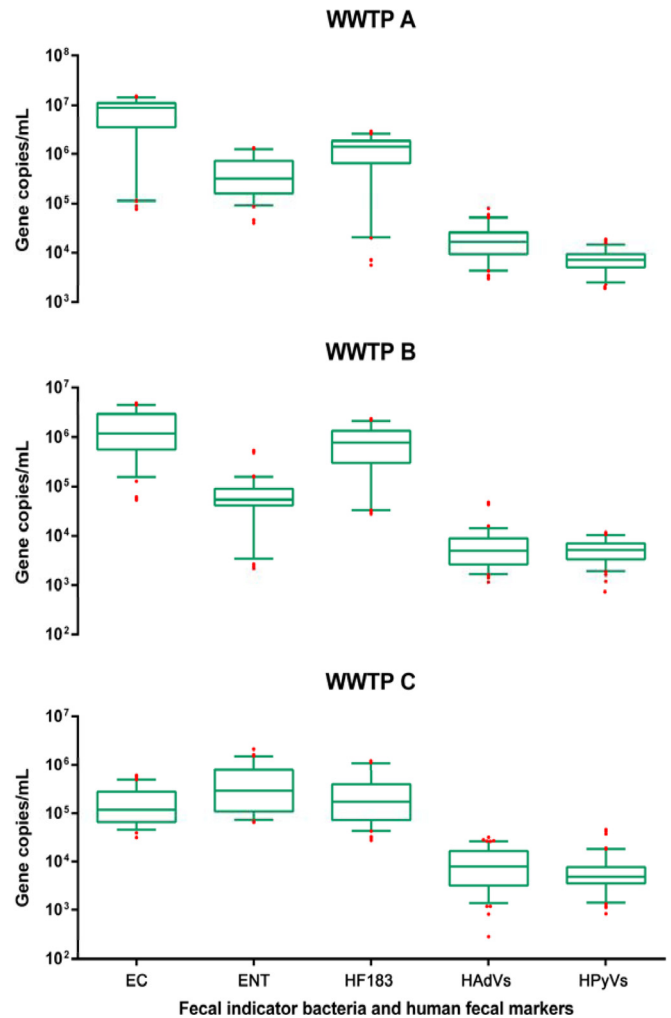 WWTP A
Gene copies/mL
10⁸
10⁷
10⁶
10⁵
10⁴
10³
WWTP B
Gene copies/mL
10⁷
10⁶
10⁵
10⁴
10³
10²
WWTP C
Gene copies/mL
10⁷
10⁶
10⁵
10⁴
10³
10²
EC ENT HF183 HAdVs HPyVs
Fecal indicator bacteria and human fecal markers